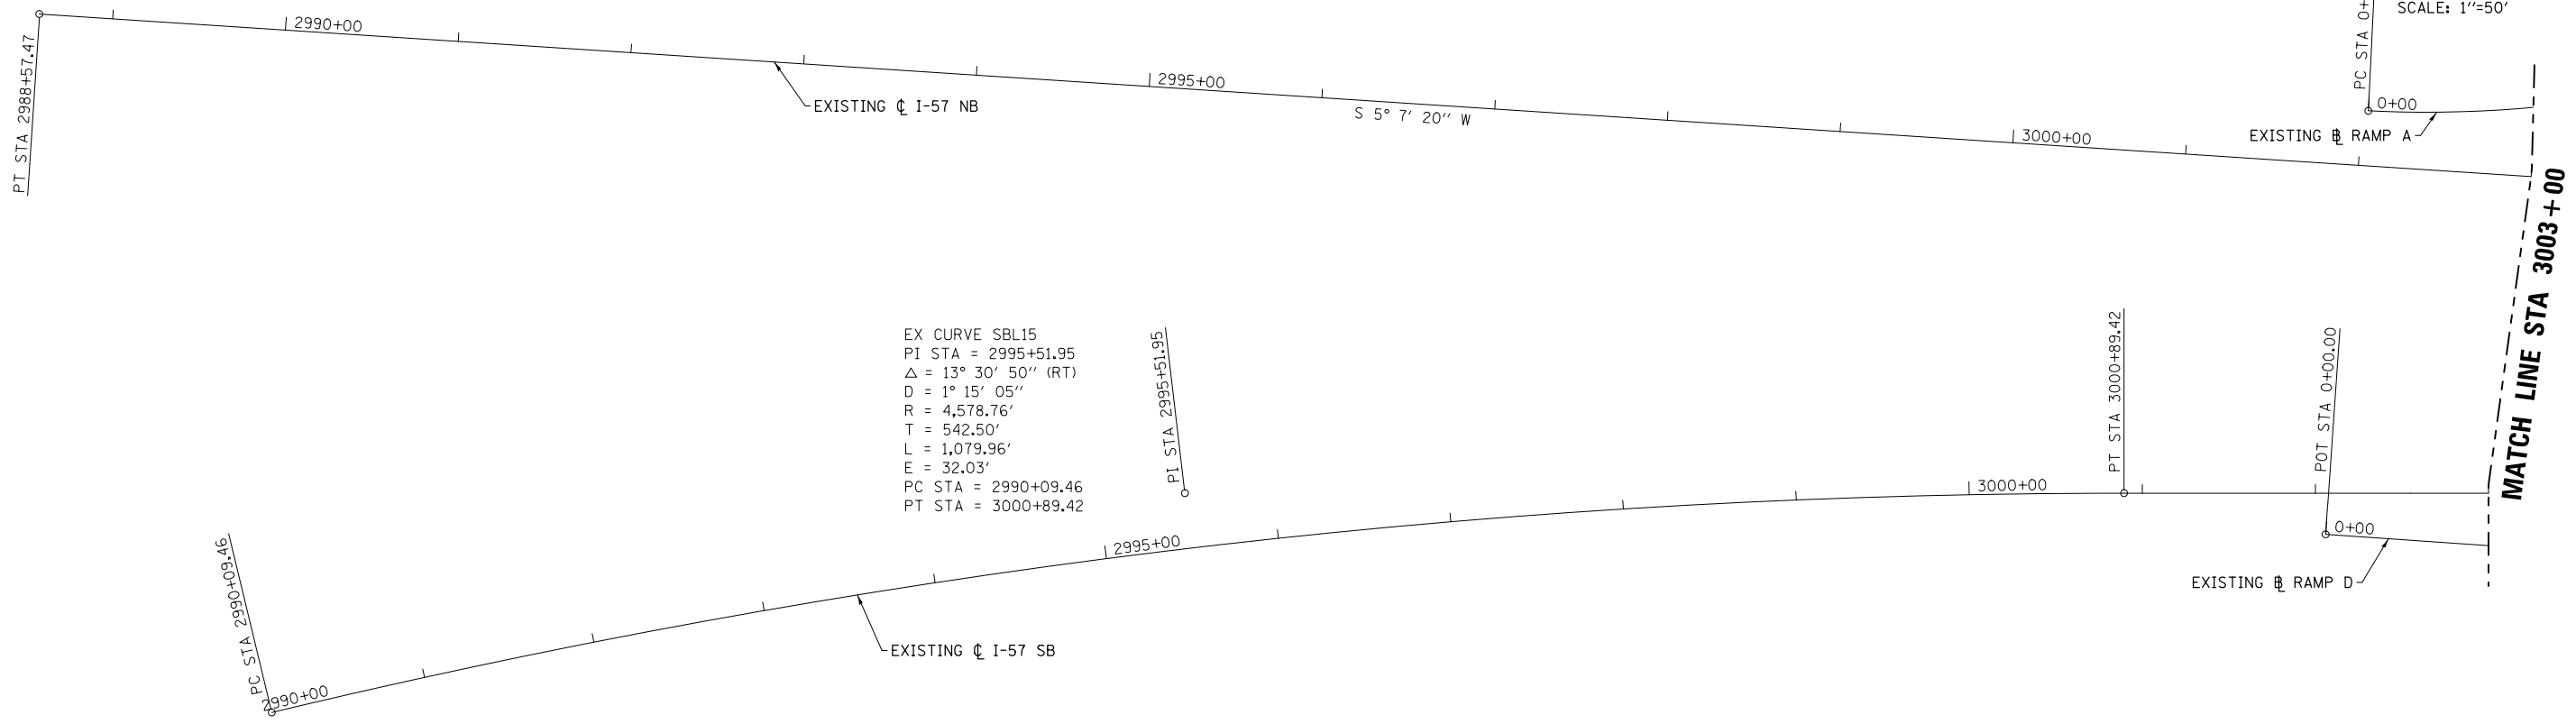 SCALE: 1"=50'
2990+00
PT STA 2988+57.47
PC STA 0+
2995+00
EXISTING ℄ I-57 NB
S 5° 7' 20" W
0+00
3000+00
EXISTING B RAMP A
MATCH LINE STA 3003+00
EX CURVE SBL15
PI STA = 2995+51.95
△ = 13° 30' 50" (RT)
D = 1° 15' 05"
R = 4,578.76'
T = 542.50'
L = 1,079.96'
E = 32.03'
PC STA = 2990+09.46
PT STA = 3000+89.42
PI STA 2995+51.95
PT STA 3000+89.42
POT STA 0+00.00
3000+00
0+00
2995+00
PC STA 2990+09.46
EXISTING B RAMP D
EXISTING ℄ I-57 SB
2990+00